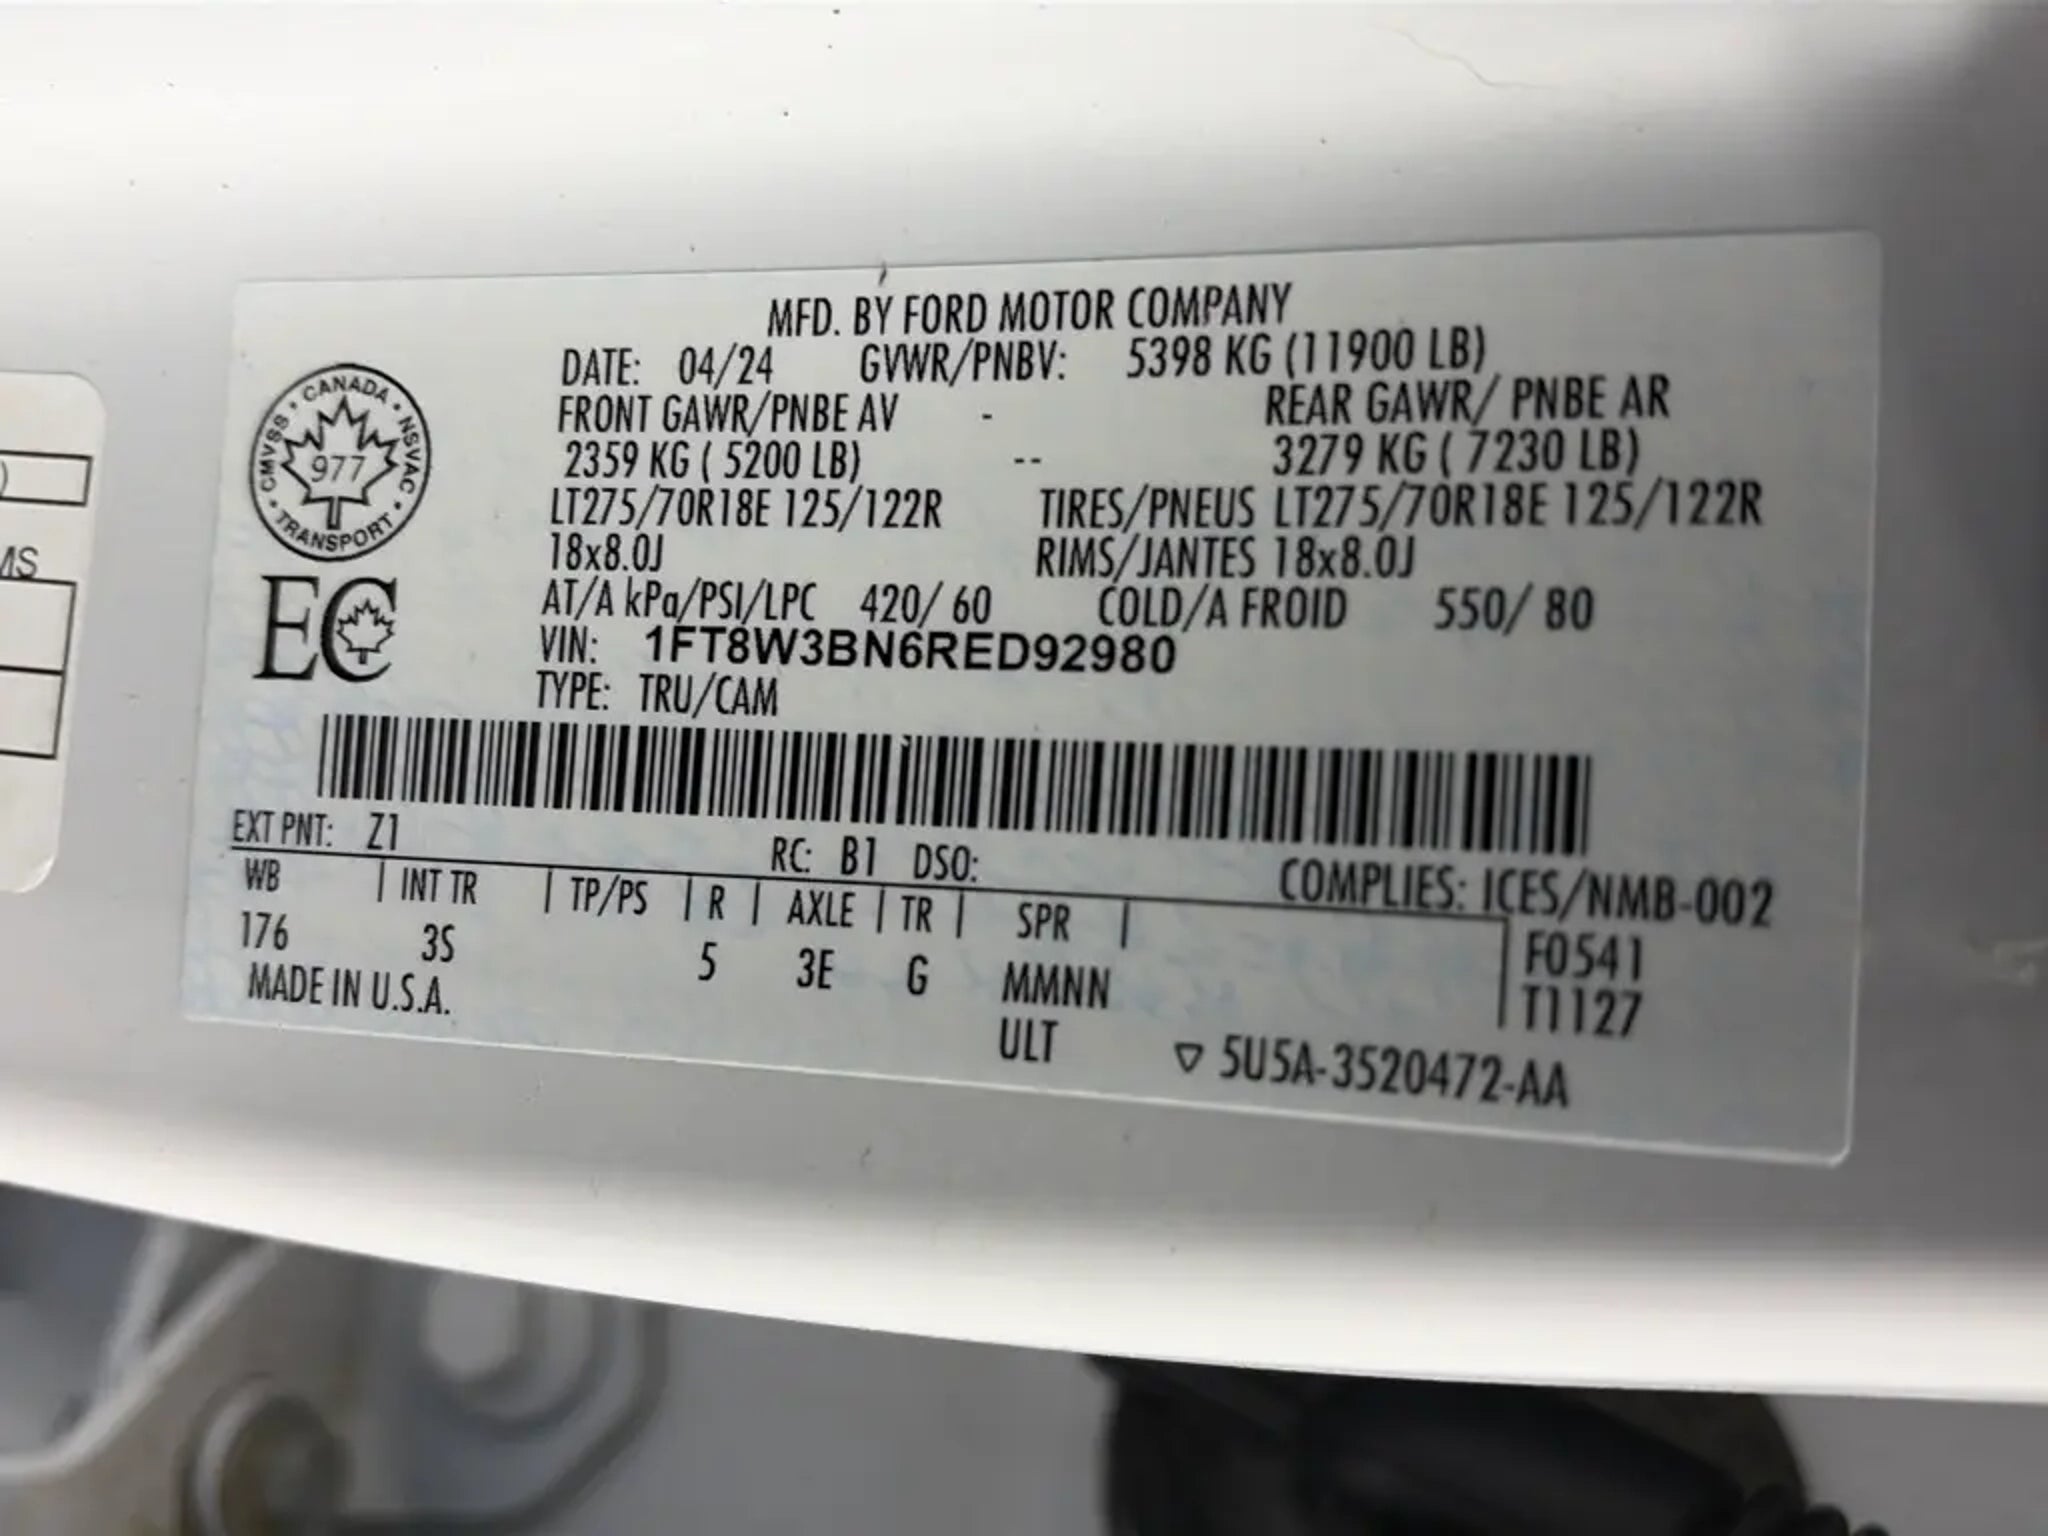 MFD. BY FORD MOTOR COMPANY
DATE: 04/24 GVWR/PNBV: 5398 KG (11900 LB)
FRONT GAWR/PNBE AV - REAR GAWR/ PNBE AR
2359 KG ( 5200 LB) -- 3279 KG ( 7230 LB)
LT275/70R18E 125/122R TIRES/PNEUS LT275/70R18E 125/122R
18x8.0J RIMS/JANTES 18x8.0J
AT/A kPa/PSI/LPC 420/ 60 COLD/A FROID 550/ 80
VIN: 1FT8W3BN6RED92980
TYPE: TRU/CAM
CANADA · NSVAC · TRANSPORT · CMVSS ·
977
EC
EXT PNT: Z1 RC: B1 DSO:
COMPLIES: ICES/NMB-002
WB | INT TR | TP/PS | R | AXLE | TR | SPR |
176 3S 5 3E G MMNN
ULT
F0541
T1127
MADE IN U.S.A.
▽ 5U5A-3520472-AA
)
MS